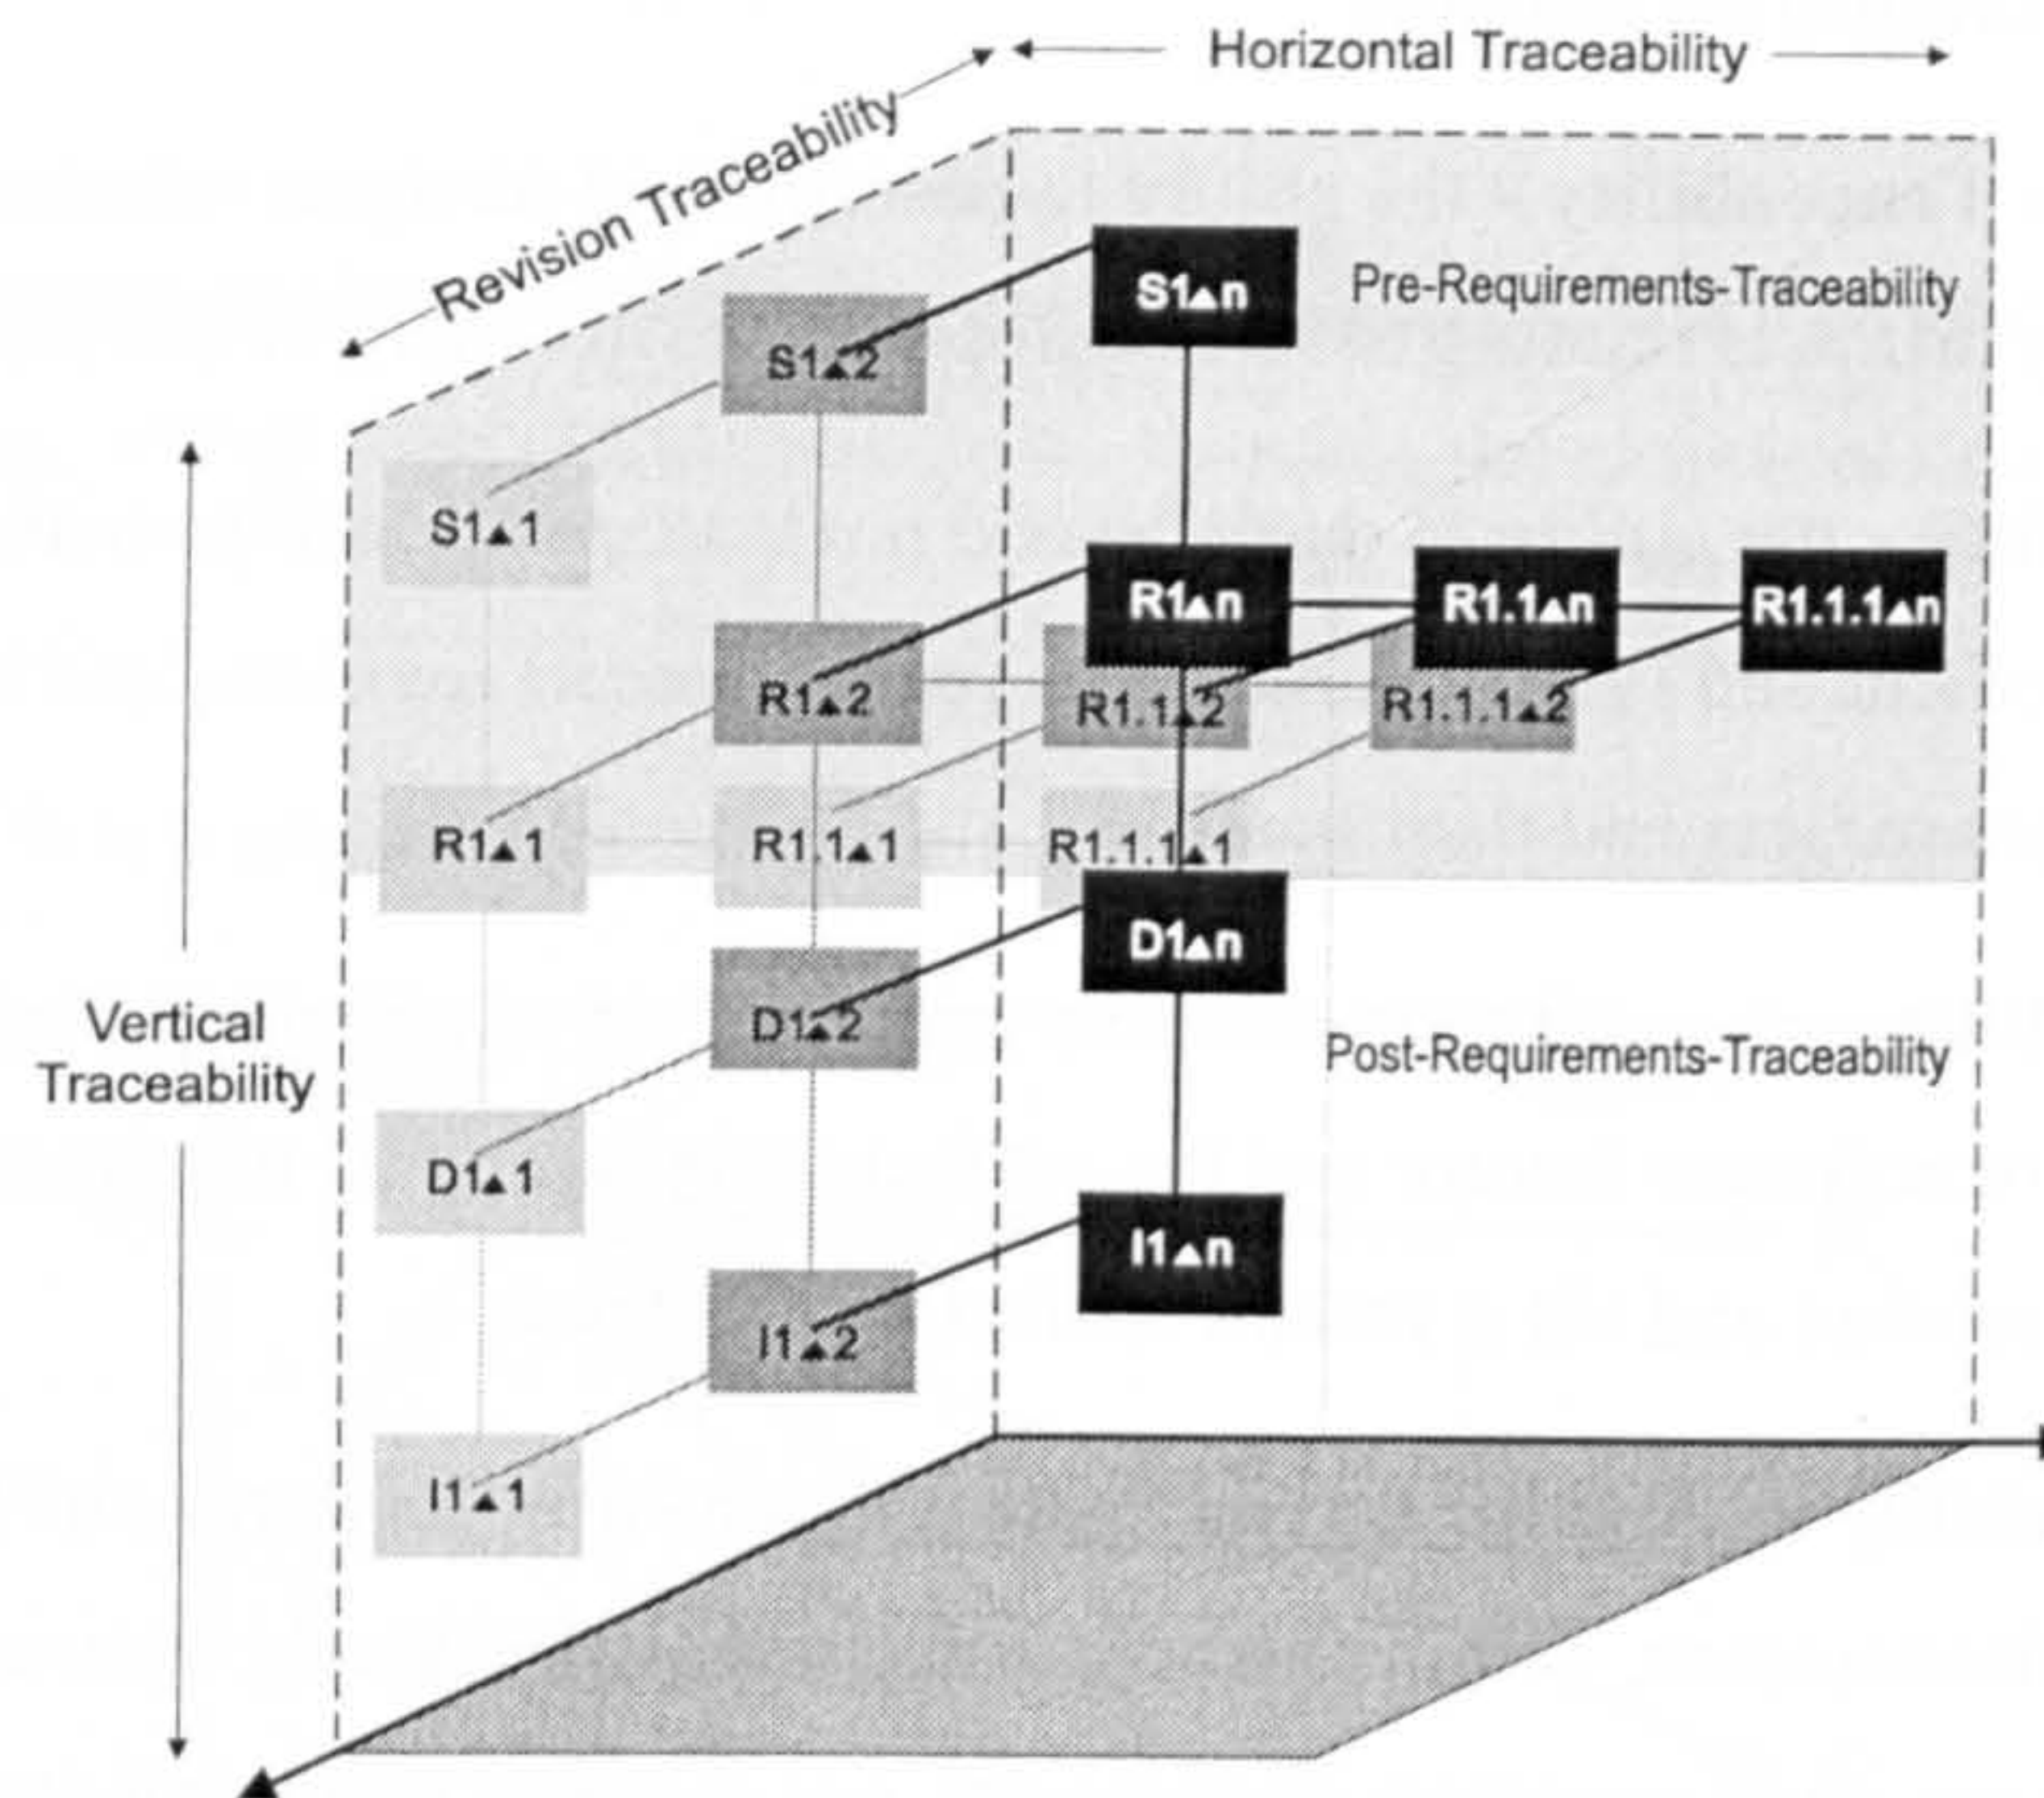 Horizontal Traceability
Revision Traceability
S1▲n
Pre-Requirements-Traceability
S1▲2
S1▲1
R1▲n
R1.1▲n
R1.1.1▲n
R1▲2
R1.1▲2
R1.1.1▲2
R1▲1
R1.1▲1
R1.1.1▲1
D1▲n
Vertical
Traceability
D1▲2
Post-Requirements-Traceability
D1▲1
I1▲n
I1▲2
I1▲1